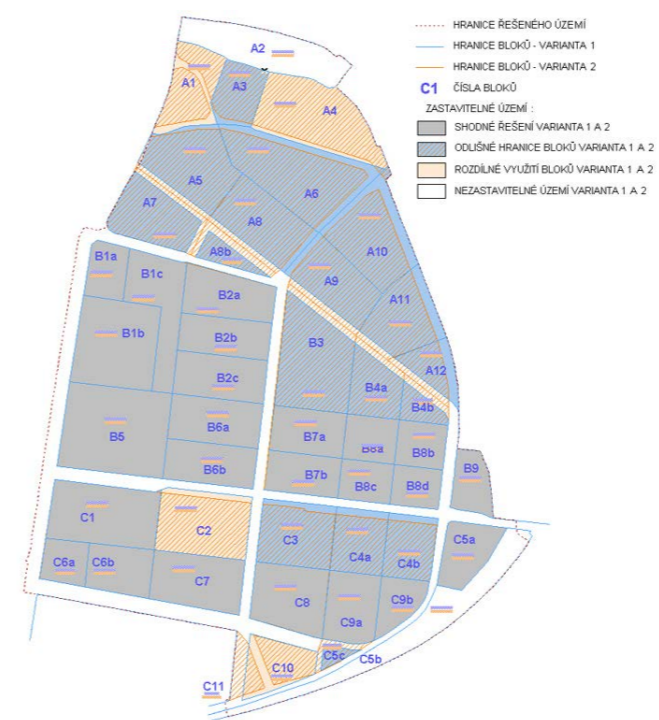 HRANICE ŘEŠENÉHO ÚZEMÍ
HRANICE BLOKŮ - VARIANTA 1
HRANICE BLOKŮ - VARIANTA 2
C1 ČÍSLA BLOKŮ
ZASTAVITELNÉ ÚZEMÍ :
SHODNÉ ŘEŠENÍ VARIANTA 1 A 2
ODLIŠNÉ HRANICE BLOKŮ VARIANTA 1 A 2
ROZDÍLNÉ VYUŽITÍ BLOKŮ VARIANTA 1 A 2
NEZASTAVITELNÉ ÚZEMÍ VARIANTA 1 A 2
A2
A1
A3
A4
A5
A6
A7
A8
A8b
A9
A10
A11
A12
B1a
B1c
B2a
B1b
B2b
B3
B2c
B4a
B4b
B5
B6a
B7a
B8a
B8b
B6b
B7b
B8c
B8d
B9
C1
C2
C3
C4a
C4b
C5a
C6a
C6b
C7
C8
C9a
C9b
C5c
C5b
C10
C11